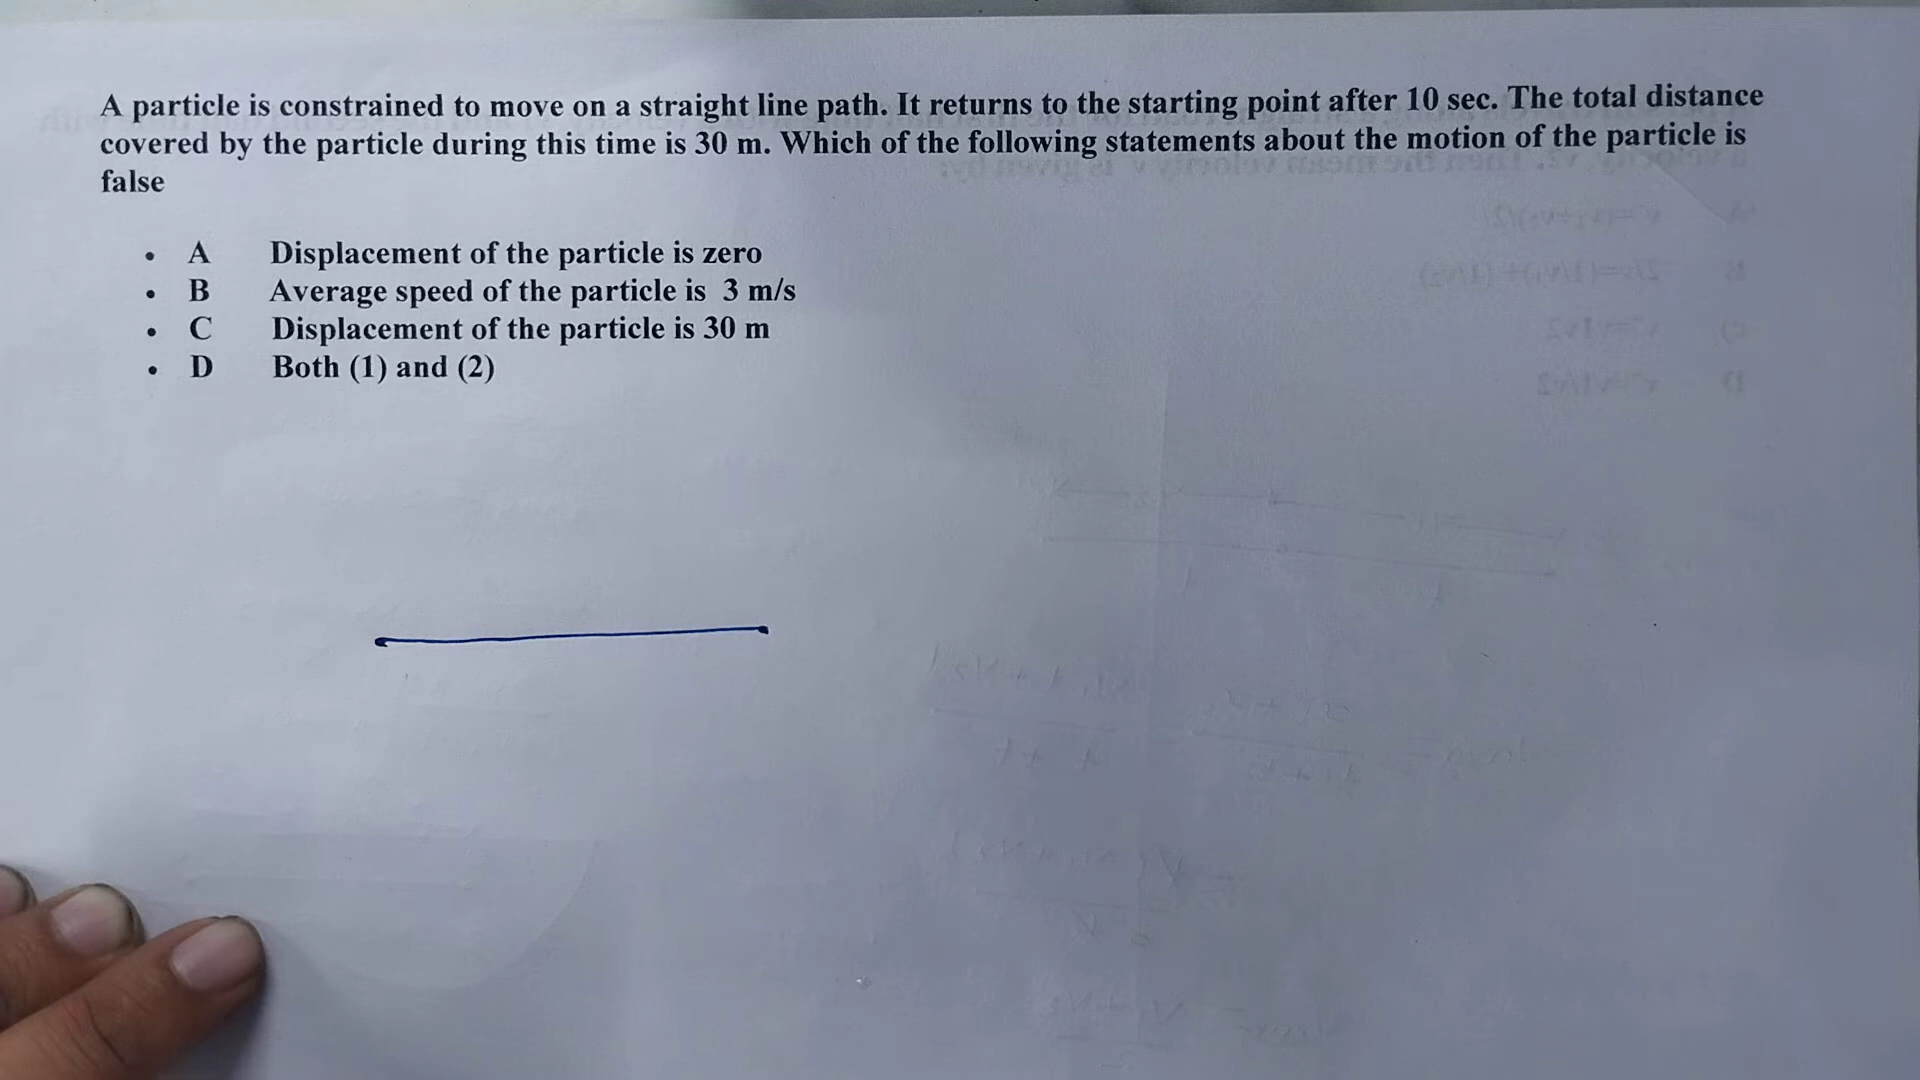 A particle is constrained to move on a straight line path. It returns to the starting point after 10 sec. The total distance
covered by the particle during this time is 30 m. Which of the following statements about the motion of the particle is
false
• A Displacement of the particle is zero
• B Average speed of the particle is 3 m/s
• C Displacement of the particle is 30 m
• D Both (1) and (2)